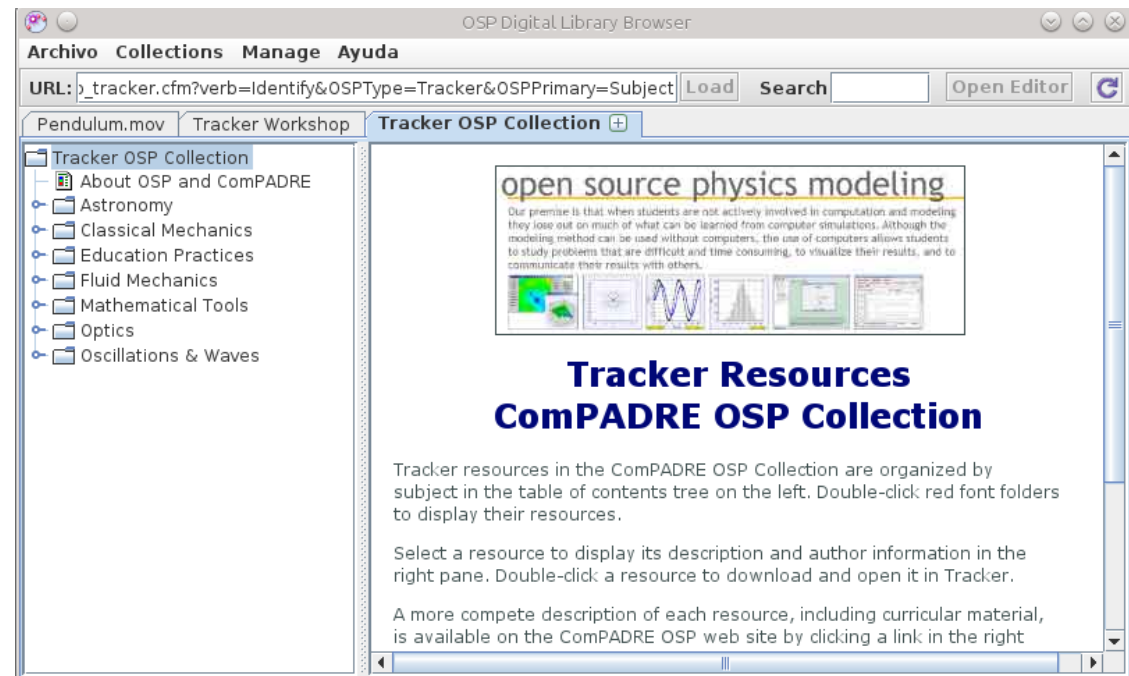 OSP Digital Library Browser
Archivo Collections Manage Ayuda
URL: o_tracker.cfm?verb=Identify&OSPType=Tracker&OSPPrimary=Subject Load Search Open Editor
Pendulum.mov Tracker Workshop Tracker OSP Collection
Tracker OSP Collection
About OSP and ComPADRE
Astronomy
Classical Mechanics
Education Practices
Fluid Mechanics
Mathematical Tools
Optics
Oscillations & Waves
open source physics modeling
Our premise is that when students are not actively involved in computation and modeling
they lose out on much of what can be learned from computer simulations. Although the
modeling method can be used without computers, the use of computers allows students
to study problems that are difficult and time consuming, to visualize their results, and to
communicate their results with others.
Tracker Resources
ComPADRE OSP Collection
Tracker resources in the ComPADRE OSP Collection are organized by
subject in the table of contents tree on the left. Double-click red font folders
to display their resources.
Select a resource to display its description and author information in the
right pane. Double-click a resource to download and open it in Tracker.
A more compete description of each resource, including curricular material,
is available on the ComPADRE OSP web site by clicking a link in the right